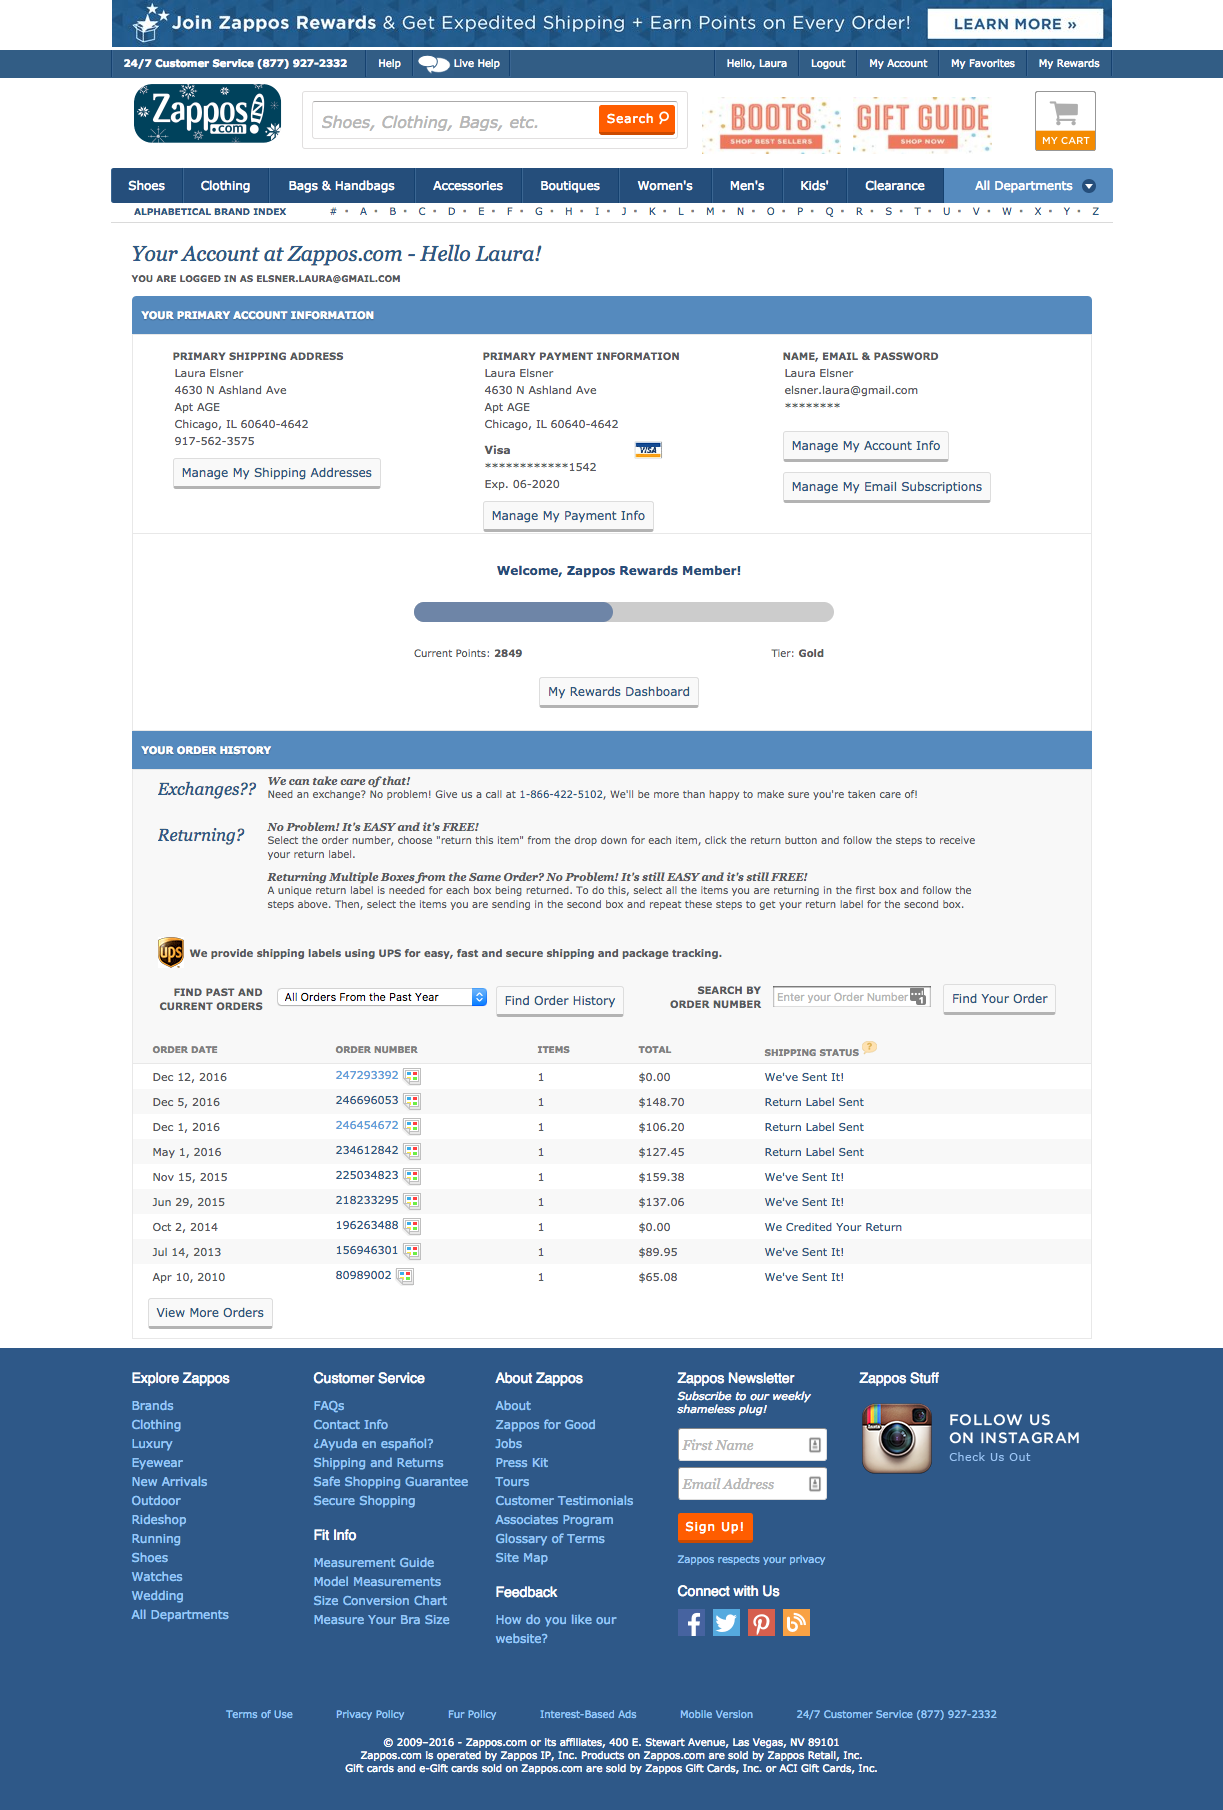 Join Zappos Rewards & Get Expedited Shipping + Earn Points on Every Order! LEARN MORE »
24/7 Customer Service (877) 927-2332 Help Live Help Hello, Laura Logout My Account My Favorites My Rewards
Zappos!
.com
Shoes, Clothing, Bags, etc. Search
BOOTS
SHOP BEST SELLERS
GIFT GUIDE
SHOP NOW
MY CART
Shoes Clothing Bags & Handbags Accessories Boutiques Women's Men's Kids' Clearance All Departments
ALPHABETICAL BRAND INDEX # • A • B • C • D • E • F • G • H • I • J • K • L • M • N • O • P • Q • R • S • T • U • V • W • X • Y • Z
Your Account at Zappos.com - Hello Laura!
YOU ARE LOGGED IN AS ELSNER.LAURA@GMAIL.COM
YOUR PRIMARY ACCOUNT INFORMATION
PRIMARY SHIPPING ADDRESS
Laura Elsner
4630 N Ashland Ave
Apt AGE
Chicago, IL 60640-4642
917-562-3575
Manage My Shipping Addresses
PRIMARY PAYMENT INFORMATION
Laura Elsner
4630 N Ashland Ave
Apt AGE
Chicago, IL 60640-4642
Visa VISA
************1542
Exp. 06-2020
Manage My Payment Info
NAME, EMAIL & PASSWORD
Laura Elsner
elsner.laura@gmail.com
********
Manage My Account Info
Manage My Email Subscriptions
Welcome, Zappos Rewards Member!
Current Points: 2849 Tier: Gold
My Rewards Dashboard
YOUR ORDER HISTORY
Exchanges??
We can take care of that!
Need an exchange? No problem! Give us a call at 1-866-422-5102, We'll be more than happy to make sure you're taken care of!
Returning?
No Problem! It's EASY and it's FREE!
Select the order number, choose "return this item" from the drop down for each item, click the return button and follow the steps to receive
your return label.
Returning Multiple Boxes from the Same Order? No Problem! It's still EASY and it's still FREE!
A unique return label is needed for each box being returned. To do this, select all the items you are returning in the first box and follow the
steps above. Then, select the items you are sending in the second box and repeat these steps to get your return label for the second box.
ups We provide shipping labels using UPS for easy, fast and secure shipping and package tracking.
FIND PAST AND
CURRENT ORDERS
All Orders From the Past Year
Find Order History
SEARCH BY
ORDER NUMBER
Enter your Order Number
1
Find Your Order
ORDER DATE ORDER NUMBER ITEMS TOTAL SHIPPING STATUS ?
Dec 12, 2016 247293392 1 $0.00 We've Sent It!
Dec 5, 2016 246696053 1 $148.70 Return Label Sent
Dec 1, 2016 246454672 1 $106.20 Return Label Sent
May 1, 2016 234612842 1 $127.45 Return Label Sent
Nov 15, 2015 225034823 1 $159.38 We've Sent It!
Jun 29, 2015 218233295 1 $137.06 We've Sent It!
Oct 2, 2014 196263488 1 $0.00 We Credited Your Return
Jul 14, 2013 156946301 1 $89.95 We've Sent It!
Apr 10, 2010 80989002 1 $65.08 We've Sent It!
View More Orders
Explore Zappos
Brands
Clothing
Luxury
Eyewear
New Arrivals
Outdoor
Rideshop
Running
Shoes
Watches
Wedding
All Departments
Customer Service
FAQs
Contact Info
¿Ayuda en español?
Shipping and Returns
Safe Shopping Guarantee
Secure Shopping
Fit Info
Measurement Guide
Model Measurements
Size Conversion Chart
Measure Your Bra Size
About Zappos
About
Zappos for Good
Jobs
Press Kit
Tours
Customer Testimonials
Associates Program
Glossary of Terms
Site Map
Feedback
How do you like our
website?
Zappos Newsletter
Subscribe to our weekly
shameless plug!
First Name
Email Address
Sign Up!
Zappos respects your privacy
Connect with Us
Zappos Stuff
FOLLOW US
ON INSTAGRAM
Check Us Out
Terms of Use Privacy Policy Fur Policy Interest-Based Ads Mobile Version 24/7 Customer Service (877) 927-2332
© 2009–2016 - Zappos.com or its affiliates, 400 E. Stewart Avenue, Las Vegas, NV 89101
Zappos.com is operated by Zappos IP, Inc. Products on Zappos.com are sold by Zappos Retail, Inc.
Gift cards and e-Gift cards sold on Zappos.com are sold by Zappos Gift Cards, Inc. or ACI Gift Cards, Inc.